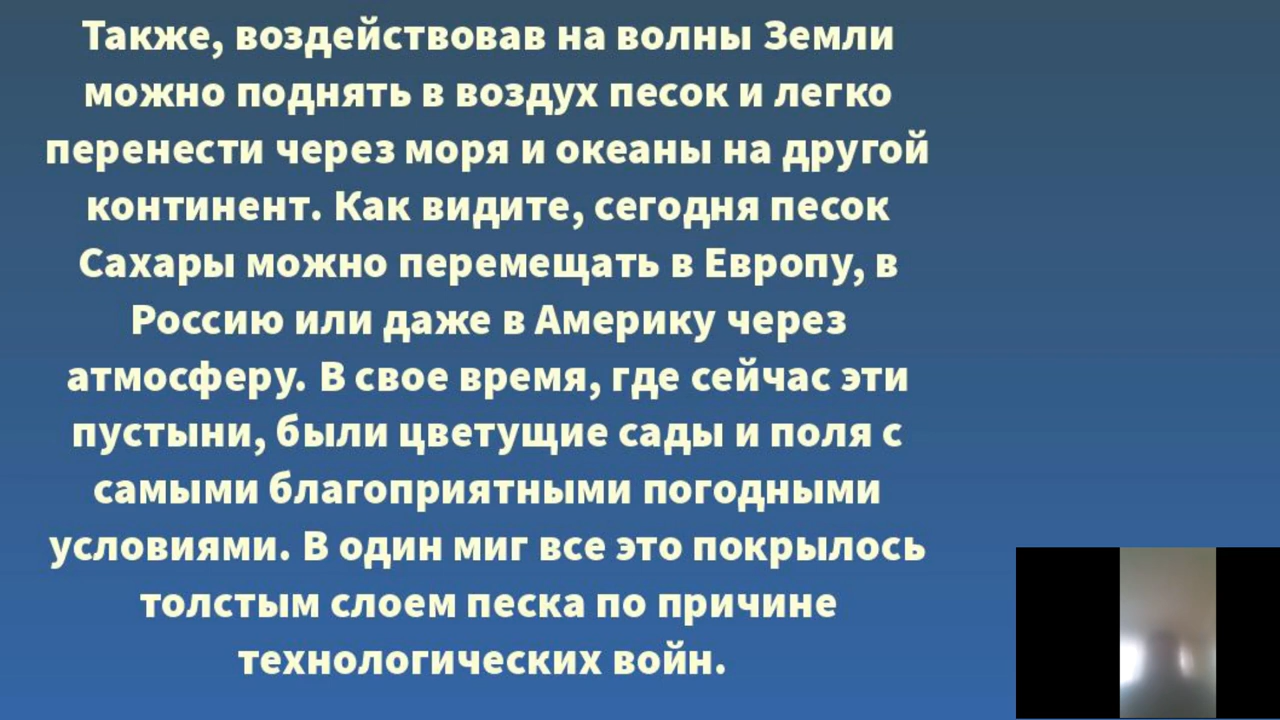 Также, воздействовав на волны Земли
можно поднять в воздух песок и легко
перенести через моря и океаны на другой
континент. Как видите, сегодня песок
Сахары можно перемещать в Европу, в
Россию или даже в Америку через
атмосферу. В свое время, где сейчас эти
пустыни, были цветущие сады и поля с
самыми благоприятными погодными
условиями. В один миг все это покрылось
толстым слоем песка по причине
технологических войн.